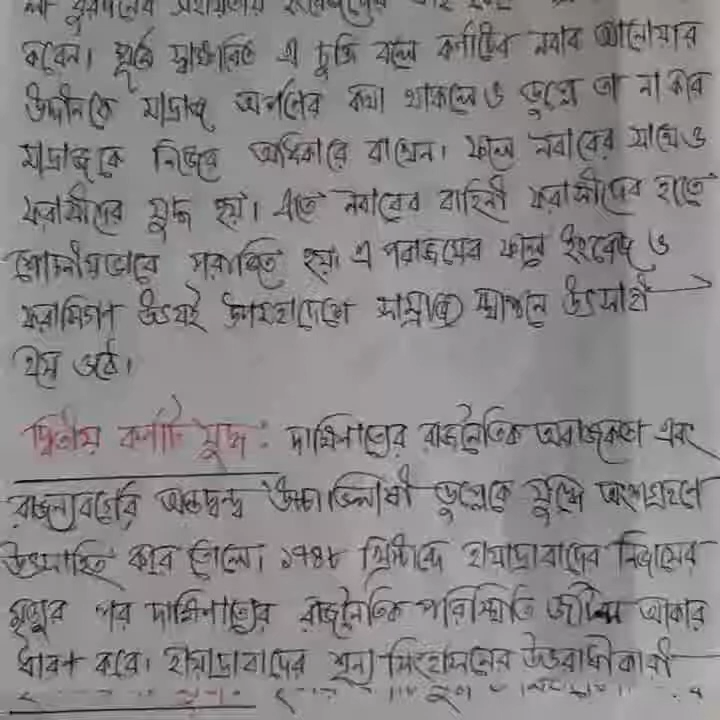 করেন। পূর্বে স্বাক্ষরিত এ চুক্তি বলে কর্ণাটের নবাব আনোয়ার
উদ্দীনকে মাদ্রাজ অর্পণের কথা থাকলেও ডুপ্লে তা না করে
মাদ্রাজকে নিজের অধিকারে রাখেন। ফলে নবাবের সাথেও
ফরাসীদের যুদ্ধ হয়। এতে নবাবের বাহিনী ফরাসীদের হাতে
শোচনীয়ভাবে পরাজিত হয়। এ পরাজয়ের ফলে ইংরেজ ও
ফরাসিগণ উভয়ই উপমহাদেশে সাম্রাজ্য স্থাপনে উৎসাহী
হয়ে ওঠে।
দ্বিতীয় কর্ণাট যুদ্ধ: দাক্ষিণাত্যের রাজনৈতিক অরাজকতা এবং
রাজন্যবর্গের অন্তদ্বন্দ্ব উচ্চাভিলাষী ডুপ্লেকে যুদ্ধে অংশগ্রহণে
উৎসাহিত করে তোলে। ১৭৪৮ খ্রিষ্টাব্দে হায়দ্রাবাদের নিজামের
মৃত্যুর পর দাক্ষিণাত্যের রাজনৈতিক পরিস্থিতি জটিল আকার
ধারণ করে। হায়দ্রাবাদের শূন্য সিংহাসনের উত্তরাধীকারী